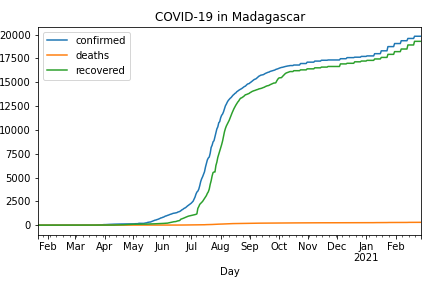 COVID-19 in Madagascar
confirmed
deaths
recovered
20000
17500
15000
12500
10000
7500
5000
2500
0
Feb Mar Apr May Jun Jul Aug Sep Oct Nov Dec Jan Feb
2021
Day